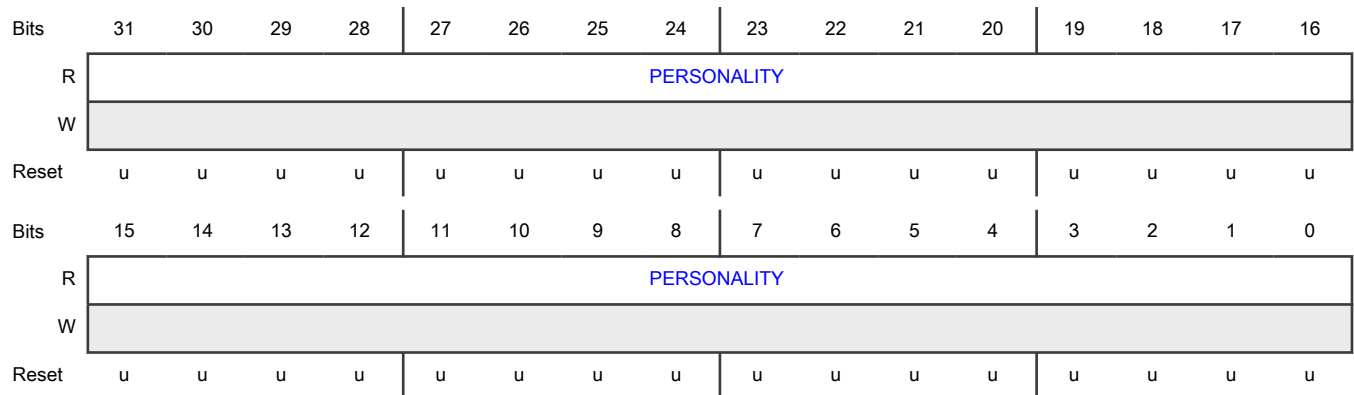 Bits 31 30 29 28 27 26 25 24 23 22 21 20 19 18 17 16
R PERSONALITY
W
Reset u u u u u u u u u u u u u u u u
Bits 15 14 13 12 11 10 9 8 7 6 5 4 3 2 1 0
R PERSONALITY
W
Reset u u u u u u u u u u u u u u u u